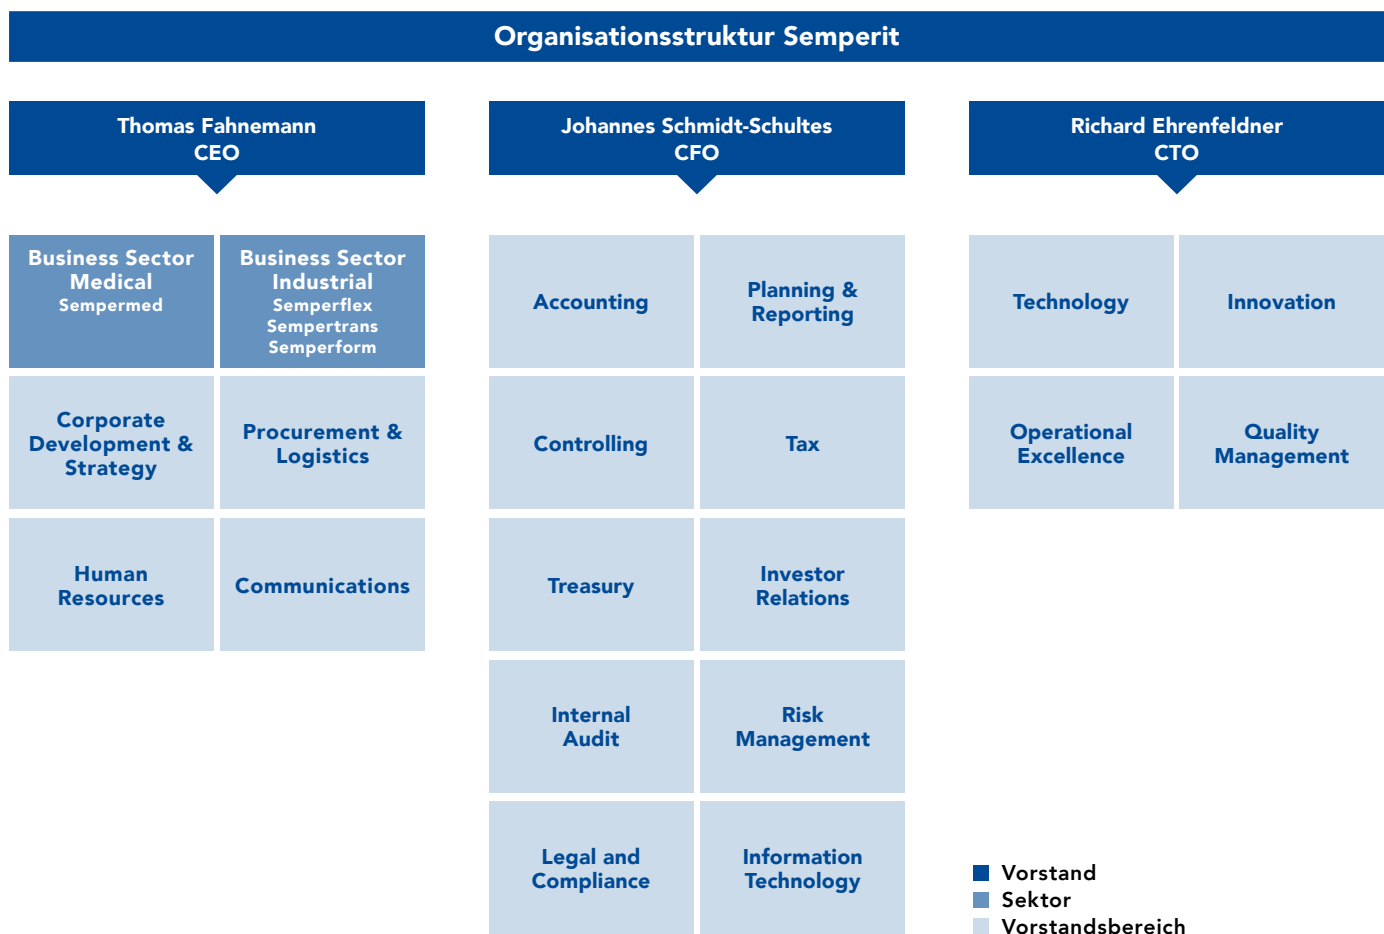 Organisationsstruktur Semperit
Thomas Fahnemann
CEO
Business Sector
Medical
Sempermed
Business Sector
Industrial
Semperflex
Sempertrans
Semperform
Corporate
Development &
Strategy
Procurement &
Logistics
Human
Resources
Communications
Johannes Schmidt-Schultes
CFO
Accounting
Planning &
Reporting
Controlling
Tax
Treasury
Investor
Relations
Internal
Audit
Risk
Management
Legal and
Compliance
Information
Technology
Richard Ehrenfeldner
CTO
Technology
Innovation
Operational
Excellence
Quality
Management
Vorstand
Sektor
Vorstandsbereich